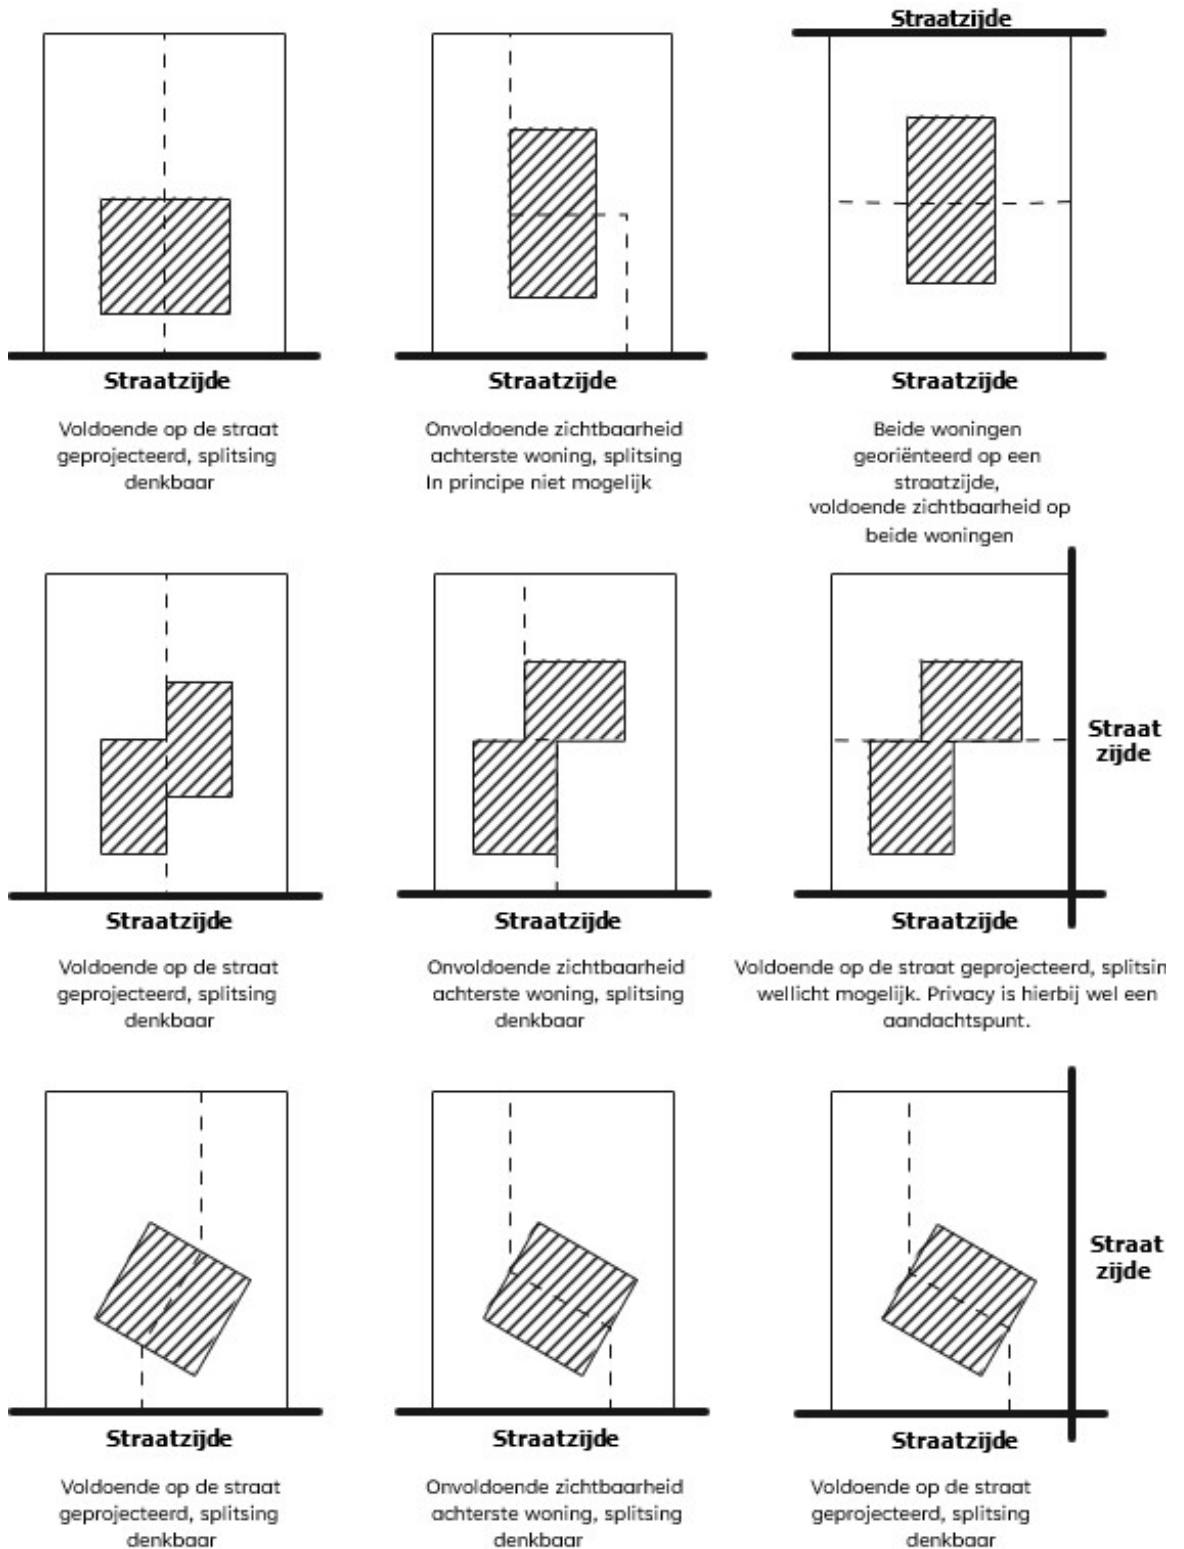 Straatzijde
Straatzijde
Voldoende op de straat
geprojecteerd, splitsing
denkbaar
Straatzijde
Onvoldoende zichtbaarheid
achterste woning, splitsing
In principe niet mogelijk
Straatzijde
Beide woningen
georiënteerd op een
straatzijde,
voldoende zichtbaarheid op
beide woningen
Straatzijde
Voldoende op de straat
geprojecteerd, splitsing
denkbaar
Straatzijde
Onvoldoende zichtbaarheid
achterste woning, splitsing
denkbaar
Straat
zijde
Straatzijde
Voldoende op de straat geprojecteerd, splitsin
wellicht mogelijk. Privacy is hierbij wel een
aandachtspunt.
Straatzijde
Voldoende op de straat
geprojecteerd, splitsing
denkbaar
Straatzijde
Onvoldoende zichtbaarheid
achterste woning, splitsing
denkbaar
Straat
zijde
Straatzijde
Voldoende op de straat
geprojecteerd, splitsing
denkbaar